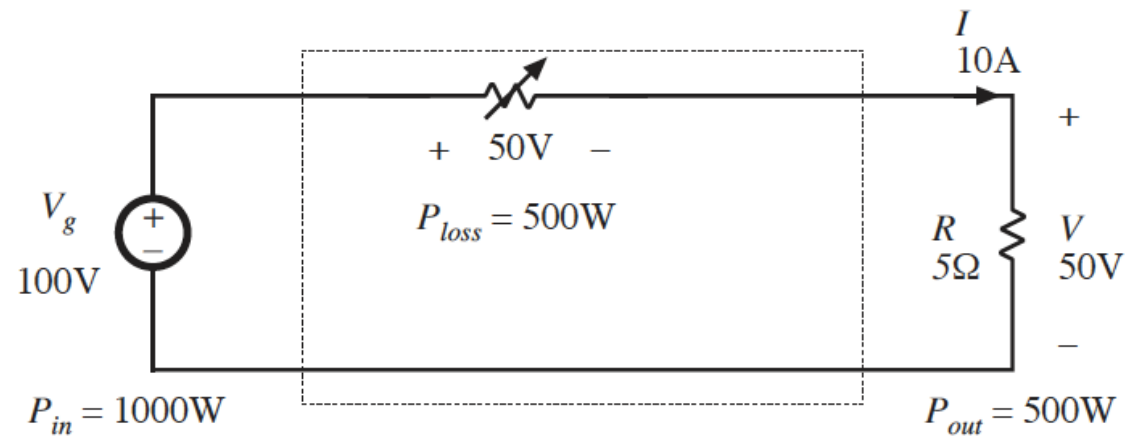 I
10A
+
+ 50V –
V_g
+
–
100V
P_loss = 500W
R
5Ω
V
50V
–
P_in = 1000W
P_out = 500W